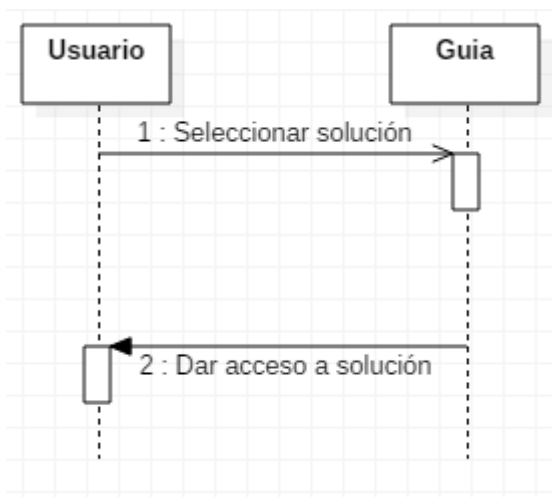 Usuario
Guia
1 : Seleccionar solución
2 : Dar acceso a solución